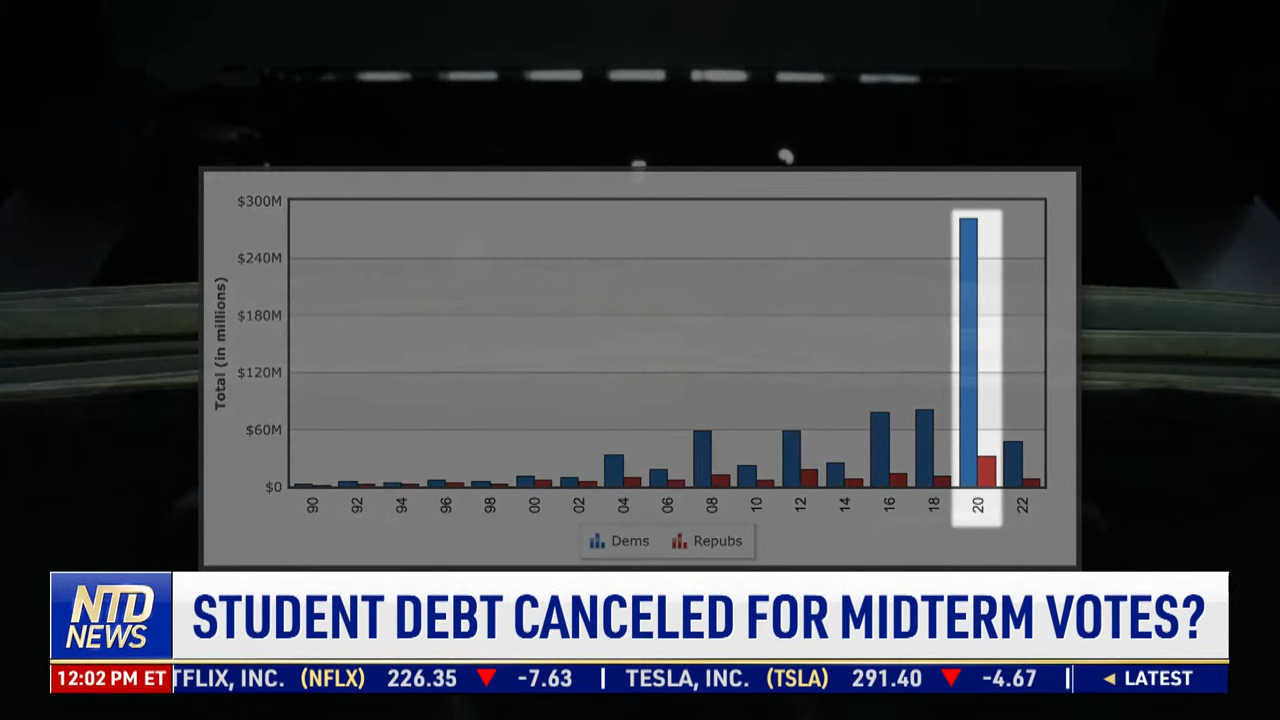 $300M
$240M
$180M
$120M
$60M
$0
Total (in millions)
90 92 94 96 98 00 02 04 06 08 10 12 14 16 18 20 22
Dems Repubs
NTD
NEWS
STUDENT DEBT CANCELED FOR MIDTERM VOTES?
12:02 PM ET TFLIX, INC. (NFLX) 226.35 ▼ -7.63 | TESLA, INC. (TSLA) 291.40 ▼ -4.67 | ◄ LATEST